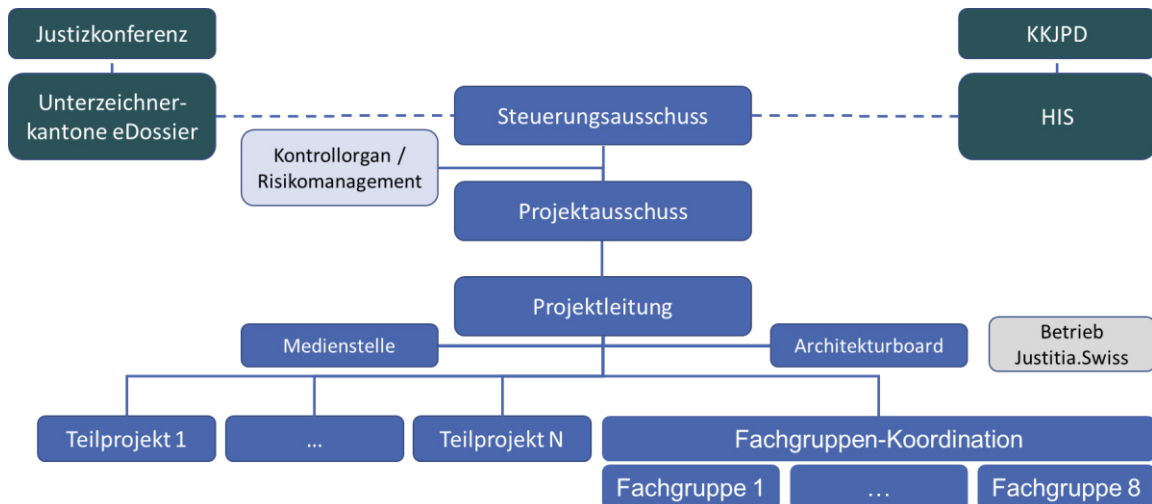 Justizkonferenz
KKJPD
Unterzeichner-
kantone eDossier
Steuerungsausschuss
HIS
Kontrollorgan /
Risikomanagement
Projektausschuss
Projektleitung
Medienstelle
Architekturboard
Betrieb
Justitia.Swiss
Teilprojekt 1
...
Teilprojekt N
Fachgruppen-Koordination
Fachgruppe 1
...
Fachgruppe 8